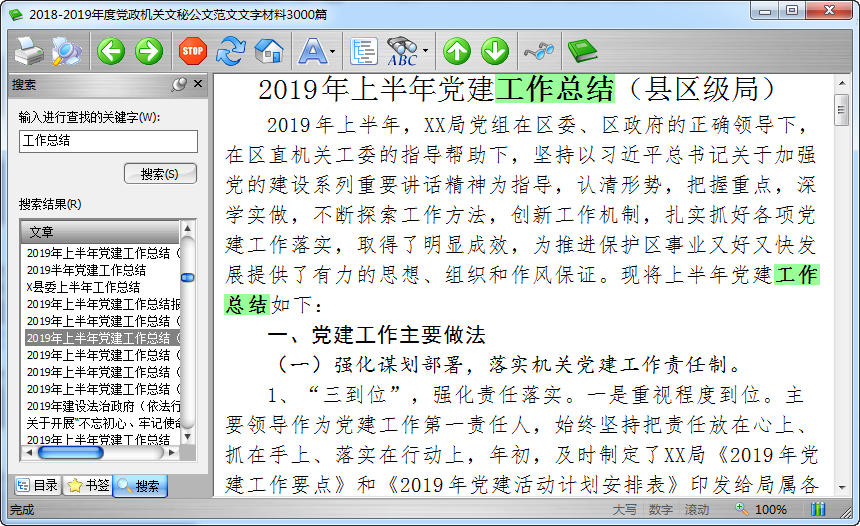 2018-2019年度党政机关文秘公文范文文字材料3000篇
STOP
A
ABC
搜索
输入进行查找的关键字(W):
工作总结
搜索(S)
搜索结果(R)
文章
2019年上半年党建工作总结（
2019半年党建工作总结
X县委上半年工作总结
2019年上半年党建工作总结报
2019年上半年党建工作总结（
2019年上半年党建工作总结（
2019年上半年党建工作总结（
2019年上半年党建工作总结（
2019年上半年党建工作总结（
2019年建设法治政府（依法行
关于开展“不忘初心、牢记使命
2019年上半年党建工作总结
目录
书签
搜索
2019年上半年党建工作总结（县区级局）
2019年上半年，XX局党组在区委、区政府的正确领导下，
在区直机关工委的指导帮助下，坚持以习近平总书记关于加强
党的建设系列重要讲话精神为指导，认清形势，把握重点，深
学实做，不断探索工作方法，创新工作机制，扎实抓好各项党
建工作落实，取得了明显成效，为推进保护区事业又好又快发
展提供了有力的思想、组织和作风保证。现将上半年党建工作
总结如下：
一、党建工作主要做法
（一）强化谋划部署，落实机关党建工作责任制。
1、“三到位”，强化责任落实。一是重视程度到位。主
要领导作为党建工作第一责任人，始终坚持把责任放在心上、
抓在手上、落实在行动上，年初，及时制定了XX局《2019年党
建工作要点》和《2019年党建活动计划安排表》印发给局属各
完成
大写
数字
滚动
100%